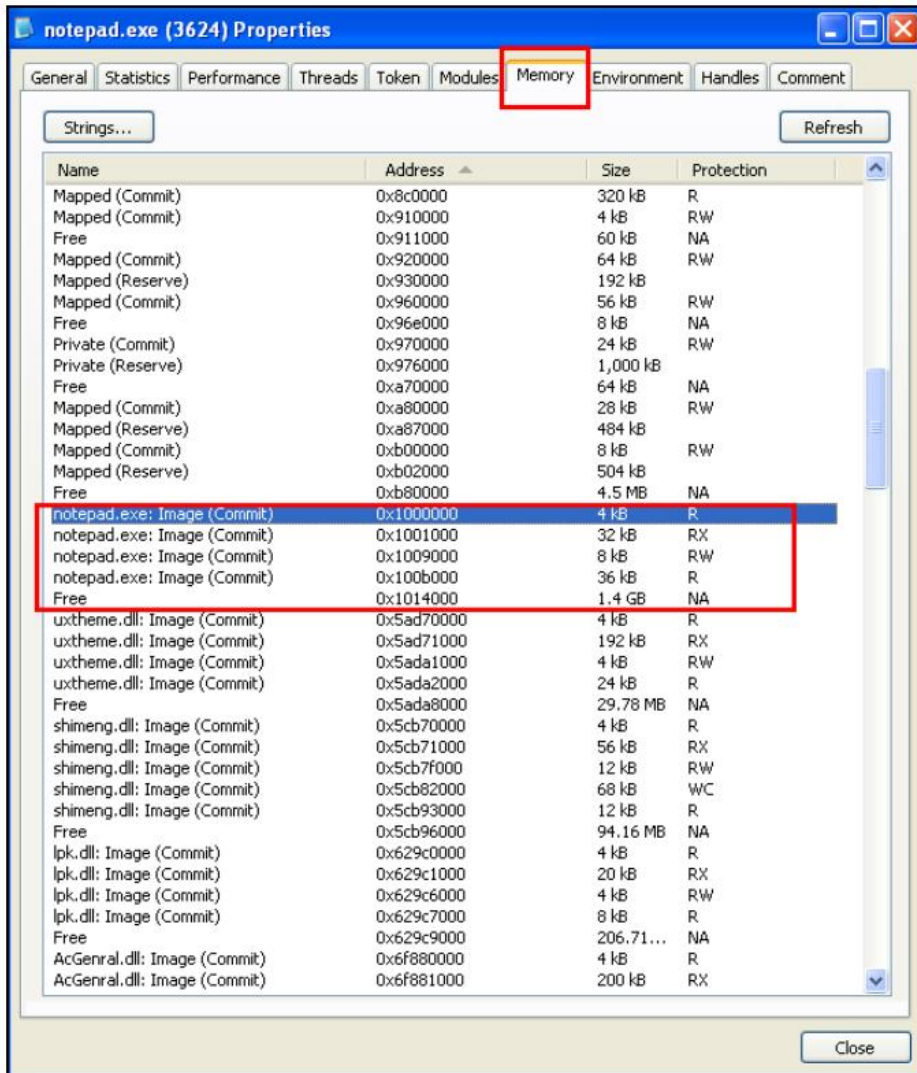 notepad.exe (3624) Properties
General Statistics Performance Threads Token Modules Memory Environment Handles Comment
Strings... Refresh
Name Address Size Protection
Mapped (Commit) 0x8c0000 320 kB R
Mapped (Commit) 0x910000 4 kB RW
Free 0x911000 60 kB NA
Mapped (Commit) 0x920000 64 kB RW
Mapped (Reserve) 0x930000 192 kB
Mapped (Commit) 0x960000 56 kB RW
Free 0x96e000 8 kB NA
Private (Commit) 0x970000 24 kB RW
Private (Reserve) 0x976000 1,000 kB
Free 0xa70000 64 kB NA
Mapped (Commit) 0xa80000 28 kB RW
Mapped (Reserve) 0xa87000 484 kB
Mapped (Commit) 0xb00000 8 kB RW
Mapped (Reserve) 0xb02000 504 kB
Free 0xb80000 4.5 MB NA
notepad.exe: Image (Commit) 0x1000000 4 kB R
notepad.exe: Image (Commit) 0x1001000 32 kB RX
notepad.exe: Image (Commit) 0x1009000 8 kB RW
notepad.exe: Image (Commit) 0x100b000 36 kB R
Free 0x1014000 1.4 GB NA
uxtheme.dll: Image (Commit) 0x5ad70000 4 kB R
uxtheme.dll: Image (Commit) 0x5ad71000 192 kB RX
uxtheme.dll: Image (Commit) 0x5ada1000 4 kB RW
uxtheme.dll: Image (Commit) 0x5ada2000 24 kB R
Free 0x5ada8000 29.78 MB NA
shimeng.dll: Image (Commit) 0x5cb70000 4 kB R
shimeng.dll: Image (Commit) 0x5cb71000 56 kB RX
shimeng.dll: Image (Commit) 0x5cb7f000 12 kB RW
shimeng.dll: Image (Commit) 0x5cb82000 68 kB WC
shimeng.dll: Image (Commit) 0x5cb93000 12 kB R
Free 0x5cb96000 94.16 MB NA
lpk.dll: Image (Commit) 0x629c0000 4 kB R
lpk.dll: Image (Commit) 0x629c1000 20 kB RX
lpk.dll: Image (Commit) 0x629c6000 4 kB RW
lpk.dll: Image (Commit) 0x629c7000 8 kB R
Free 0x629c9000 206.71... NA
AcGenral.dll: Image (Commit) 0x6f880000 4 kB R
AcGenral.dll: Image (Commit) 0x6f881000 200 kB RX
Close